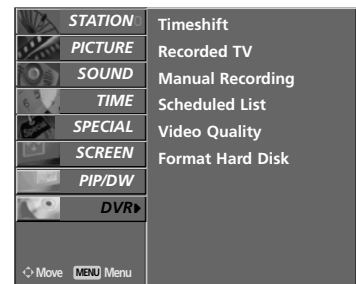 STATION
PICTURE
SOUND
TIME
SPECIAL
SCREEN
PIP/DW
DVR
Move MENU Menu
Timeshift
Recorded TV
Manual Recording
Scheduled List
Video Quality
Format Hard Disk